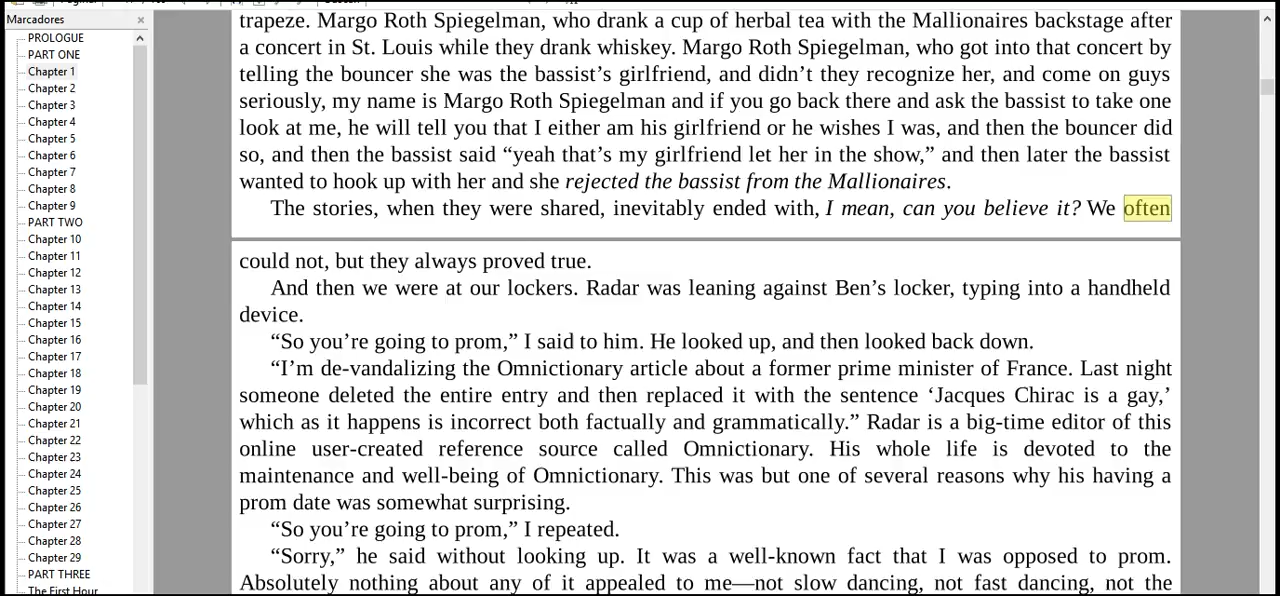 Marcadores
PROLOGUE
PART ONE
Chapter 1
Chapter 2
Chapter 3
Chapter 4
Chapter 5
Chapter 6
Chapter 7
Chapter 8
Chapter 9
PART TWO
Chapter 10
Chapter 11
Chapter 12
Chapter 13
Chapter 14
Chapter 15
Chapter 16
Chapter 17
Chapter 18
Chapter 19
Chapter 20
Chapter 21
Chapter 22
Chapter 23
Chapter 24
Chapter 25
Chapter 26
Chapter 27
Chapter 28
Chapter 29
PART THREE
The First Hour
trapeze. Margo Roth Spiegelman, who drank a cup of herbal tea with the Mallionaires backstage after
a concert in St. Louis while they drank whiskey. Margo Roth Spiegelman, who got into that concert by
telling the bouncer she was the bassist’s girlfriend, and didn’t they recognize her, and come on guys
seriously, my name is Margo Roth Spiegelman and if you go back there and ask the bassist to take one
look at me, he will tell you that I either am his girlfriend or he wishes I was, and then the bouncer did
so, and then the bassist said “yeah that’s my girlfriend let her in the show,” and then later the bassist
wanted to hook up with her and she rejected the bassist from the Mallionaires.
The stories, when they were shared, inevitably ended with, I mean, can you believe it? We often
could not, but they always proved true.
And then we were at our lockers. Radar was leaning against Ben’s locker, typing into a handheld
device.
“So you’re going to prom,” I said to him. He looked up, and then looked back down.
“I’m de-vandalizing the Omnictionary article about a former prime minister of France. Last night
someone deleted the entire entry and then replaced it with the sentence ‘Jacques Chirac is a gay,’
which as it happens is incorrect both factually and grammatically.” Radar is a big-time editor of this
online user-created reference source called Omnictionary. His whole life is devoted to the
maintenance and well-being of Omnictionary. This was but one of several reasons why his having a
prom date was somewhat surprising.
“So you’re going to prom,” I repeated.
“Sorry,” he said without looking up. It was a well-known fact that I was opposed to prom.
Absolutely nothing about any of it appealed to me—not slow dancing, not fast dancing, not the